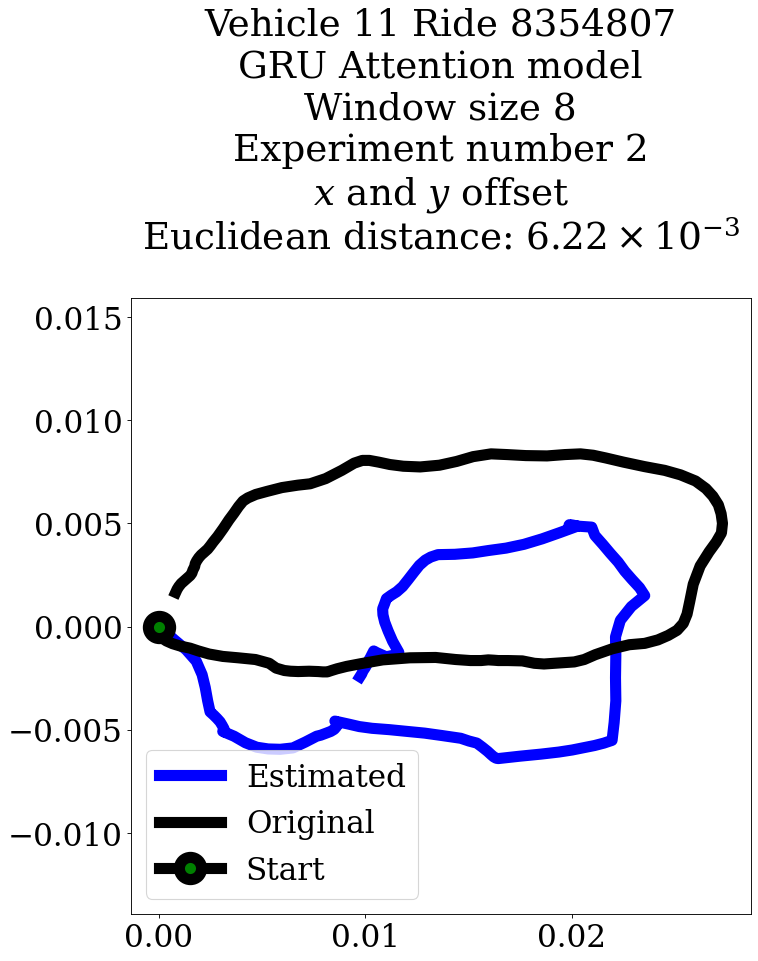 Vehicle 11 Ride 8354807
GRU Attention model
Window size 8
Experiment number 2
x and y offset
Euclidean distance: 6.22 × 10⁻³
0.015
0.010
0.005
0.000
−0.005
−0.010
Estimated
Original
Start
0.00 0.01 0.02